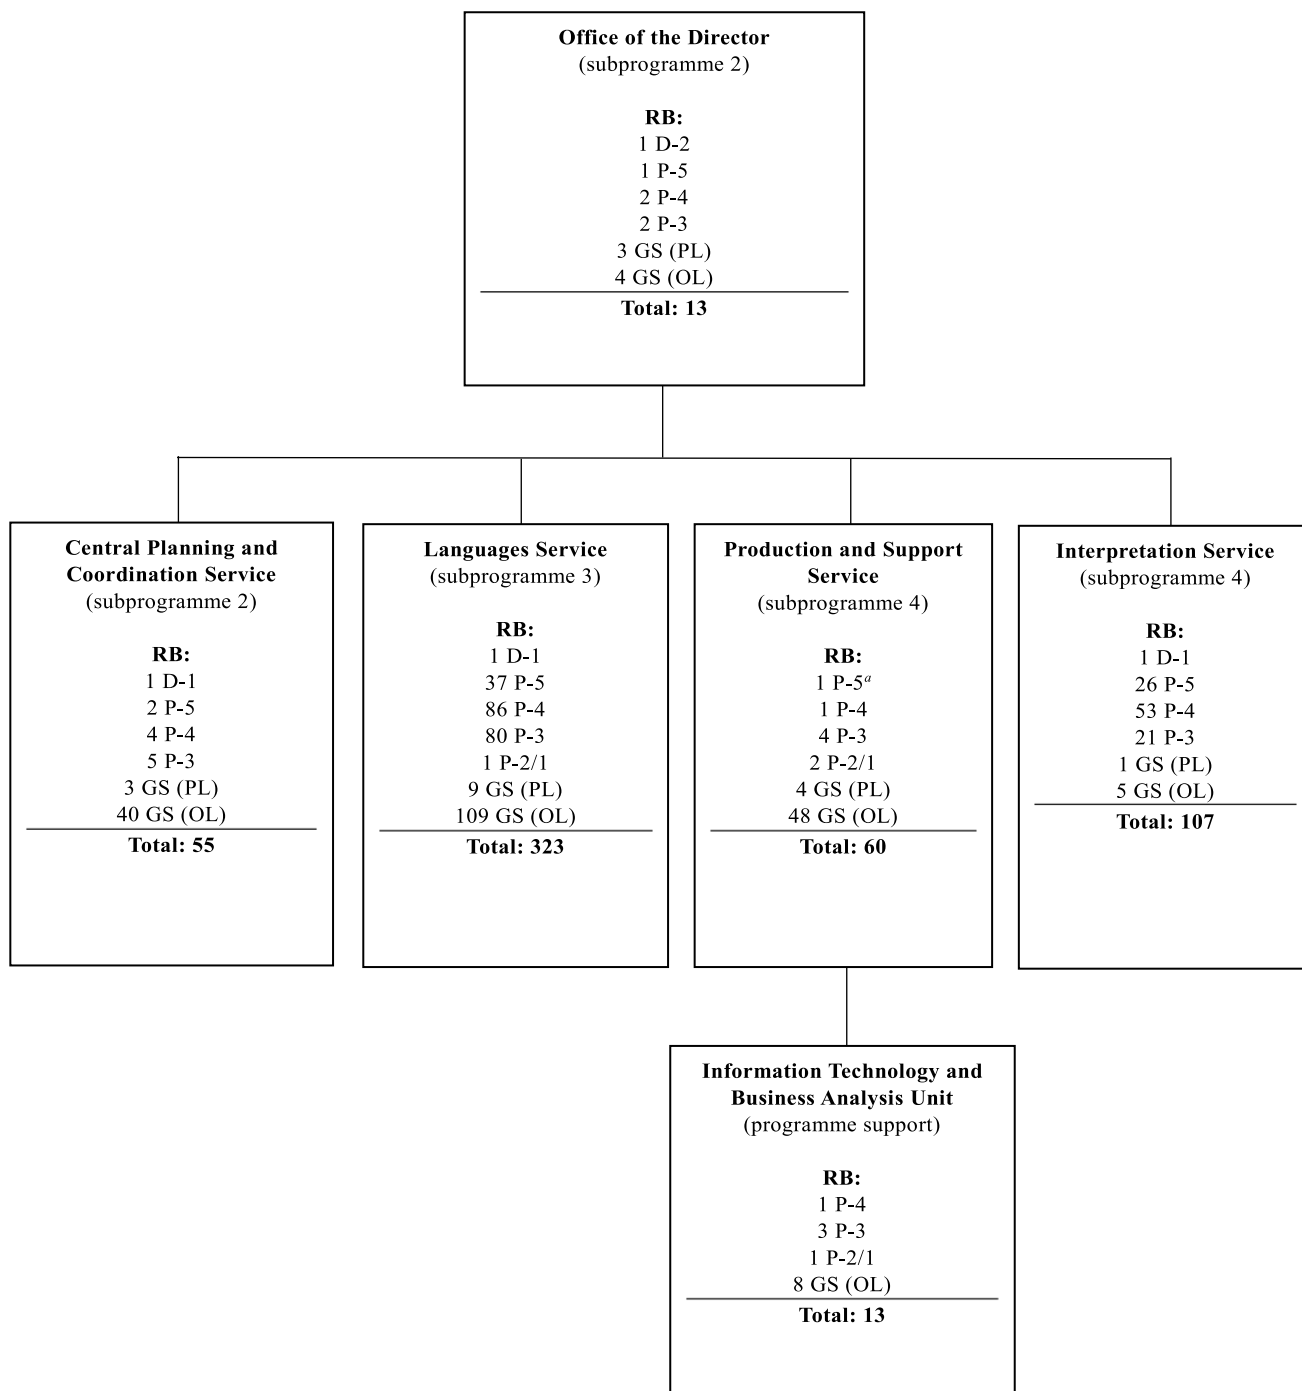 Office of the Director
(subprogramme 2)
RB:
1 D-2
1 P-5
2 P-4
2 P-3
3 GS (PL)
4 GS (OL)
Total: 13
Central Planning and
Coordination Service
(subprogramme 2)
RB:
1 D-1
2 P-5
4 P-4
5 P-3
3 GS (PL)
40 GS (OL)
Total: 55
Languages Service
(subprogramme 3)
RB:
1 D-1
37 P-5
86 P-4
80 P-3
1 P-2/1
9 GS (PL)
109 GS (OL)
Total: 323
Production and Support
Service
(subprogramme 4)
RB:
1 P-5ᵃ
1 P-4
4 P-3
2 P-2/1
4 GS (PL)
48 GS (OL)
Total: 60
Interpretation Service
(subprogramme 4)
RB:
1 D-1
26 P-5
53 P-4
21 P-3
1 GS (PL)
5 GS (OL)
Total: 107
Information Technology and
Business Analysis Unit
(programme support)
RB:
1 P-4
3 P-3
1 P-2/1
8 GS (OL)
Total: 13